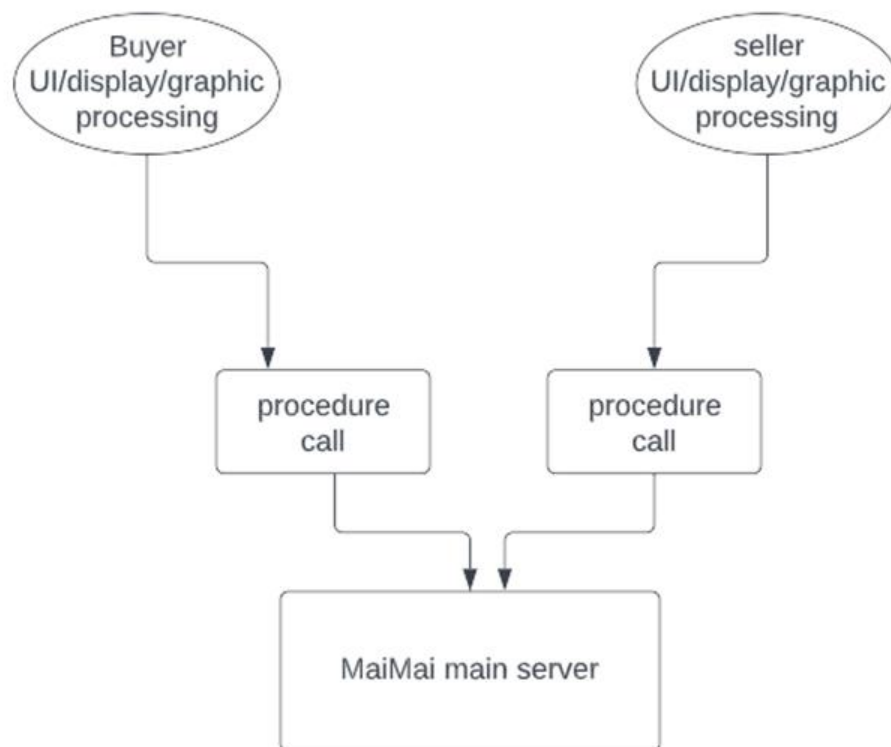 Buyer
UI/display/graphic
processing
seller
UI/display/graphic
processing
procedure
call
procedure
call
MaiMai main server